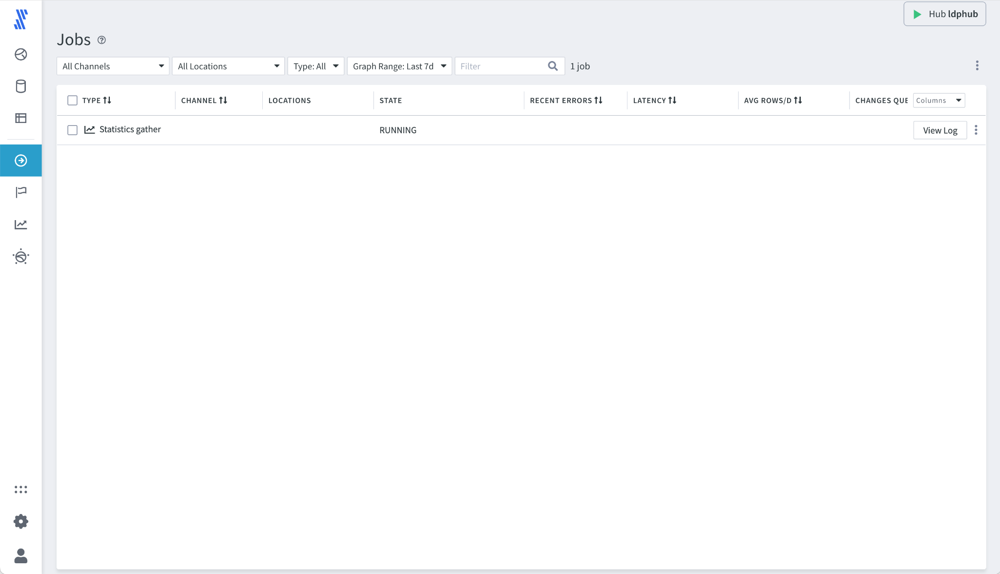 Hub ldphub
Jobs
All Channels All Locations Type: All Graph Range: Last 7d Filter 1 job
TYPE CHANNEL LOCATIONS STATE RECENT ERRORS LATENCY AVG ROWS/D CHANGES QUE Columns
Statistics gather RUNNING View Log